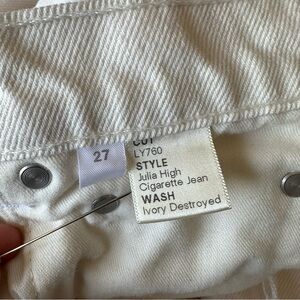 27
CUT
LY760
STYLE
Julia High
Cigarette Jean
WASH
Ivory Destroyed